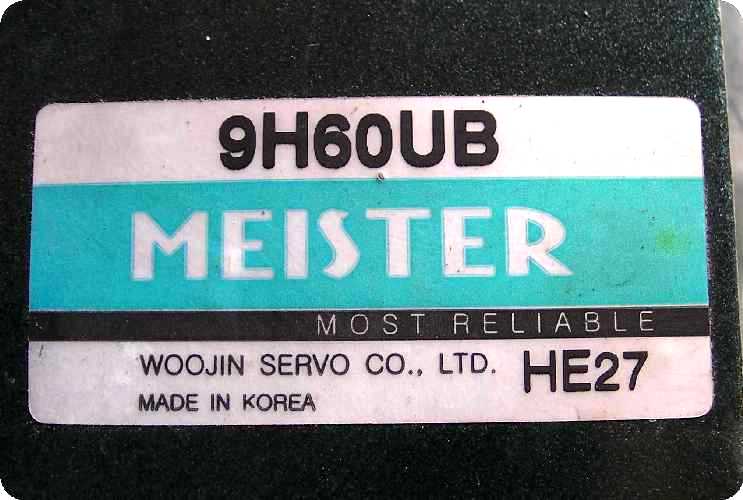 9H60UB
MEISTER
MOST RELIABLE
WOOJIN SERVO CO., LTD. HE27
MADE IN KOREA